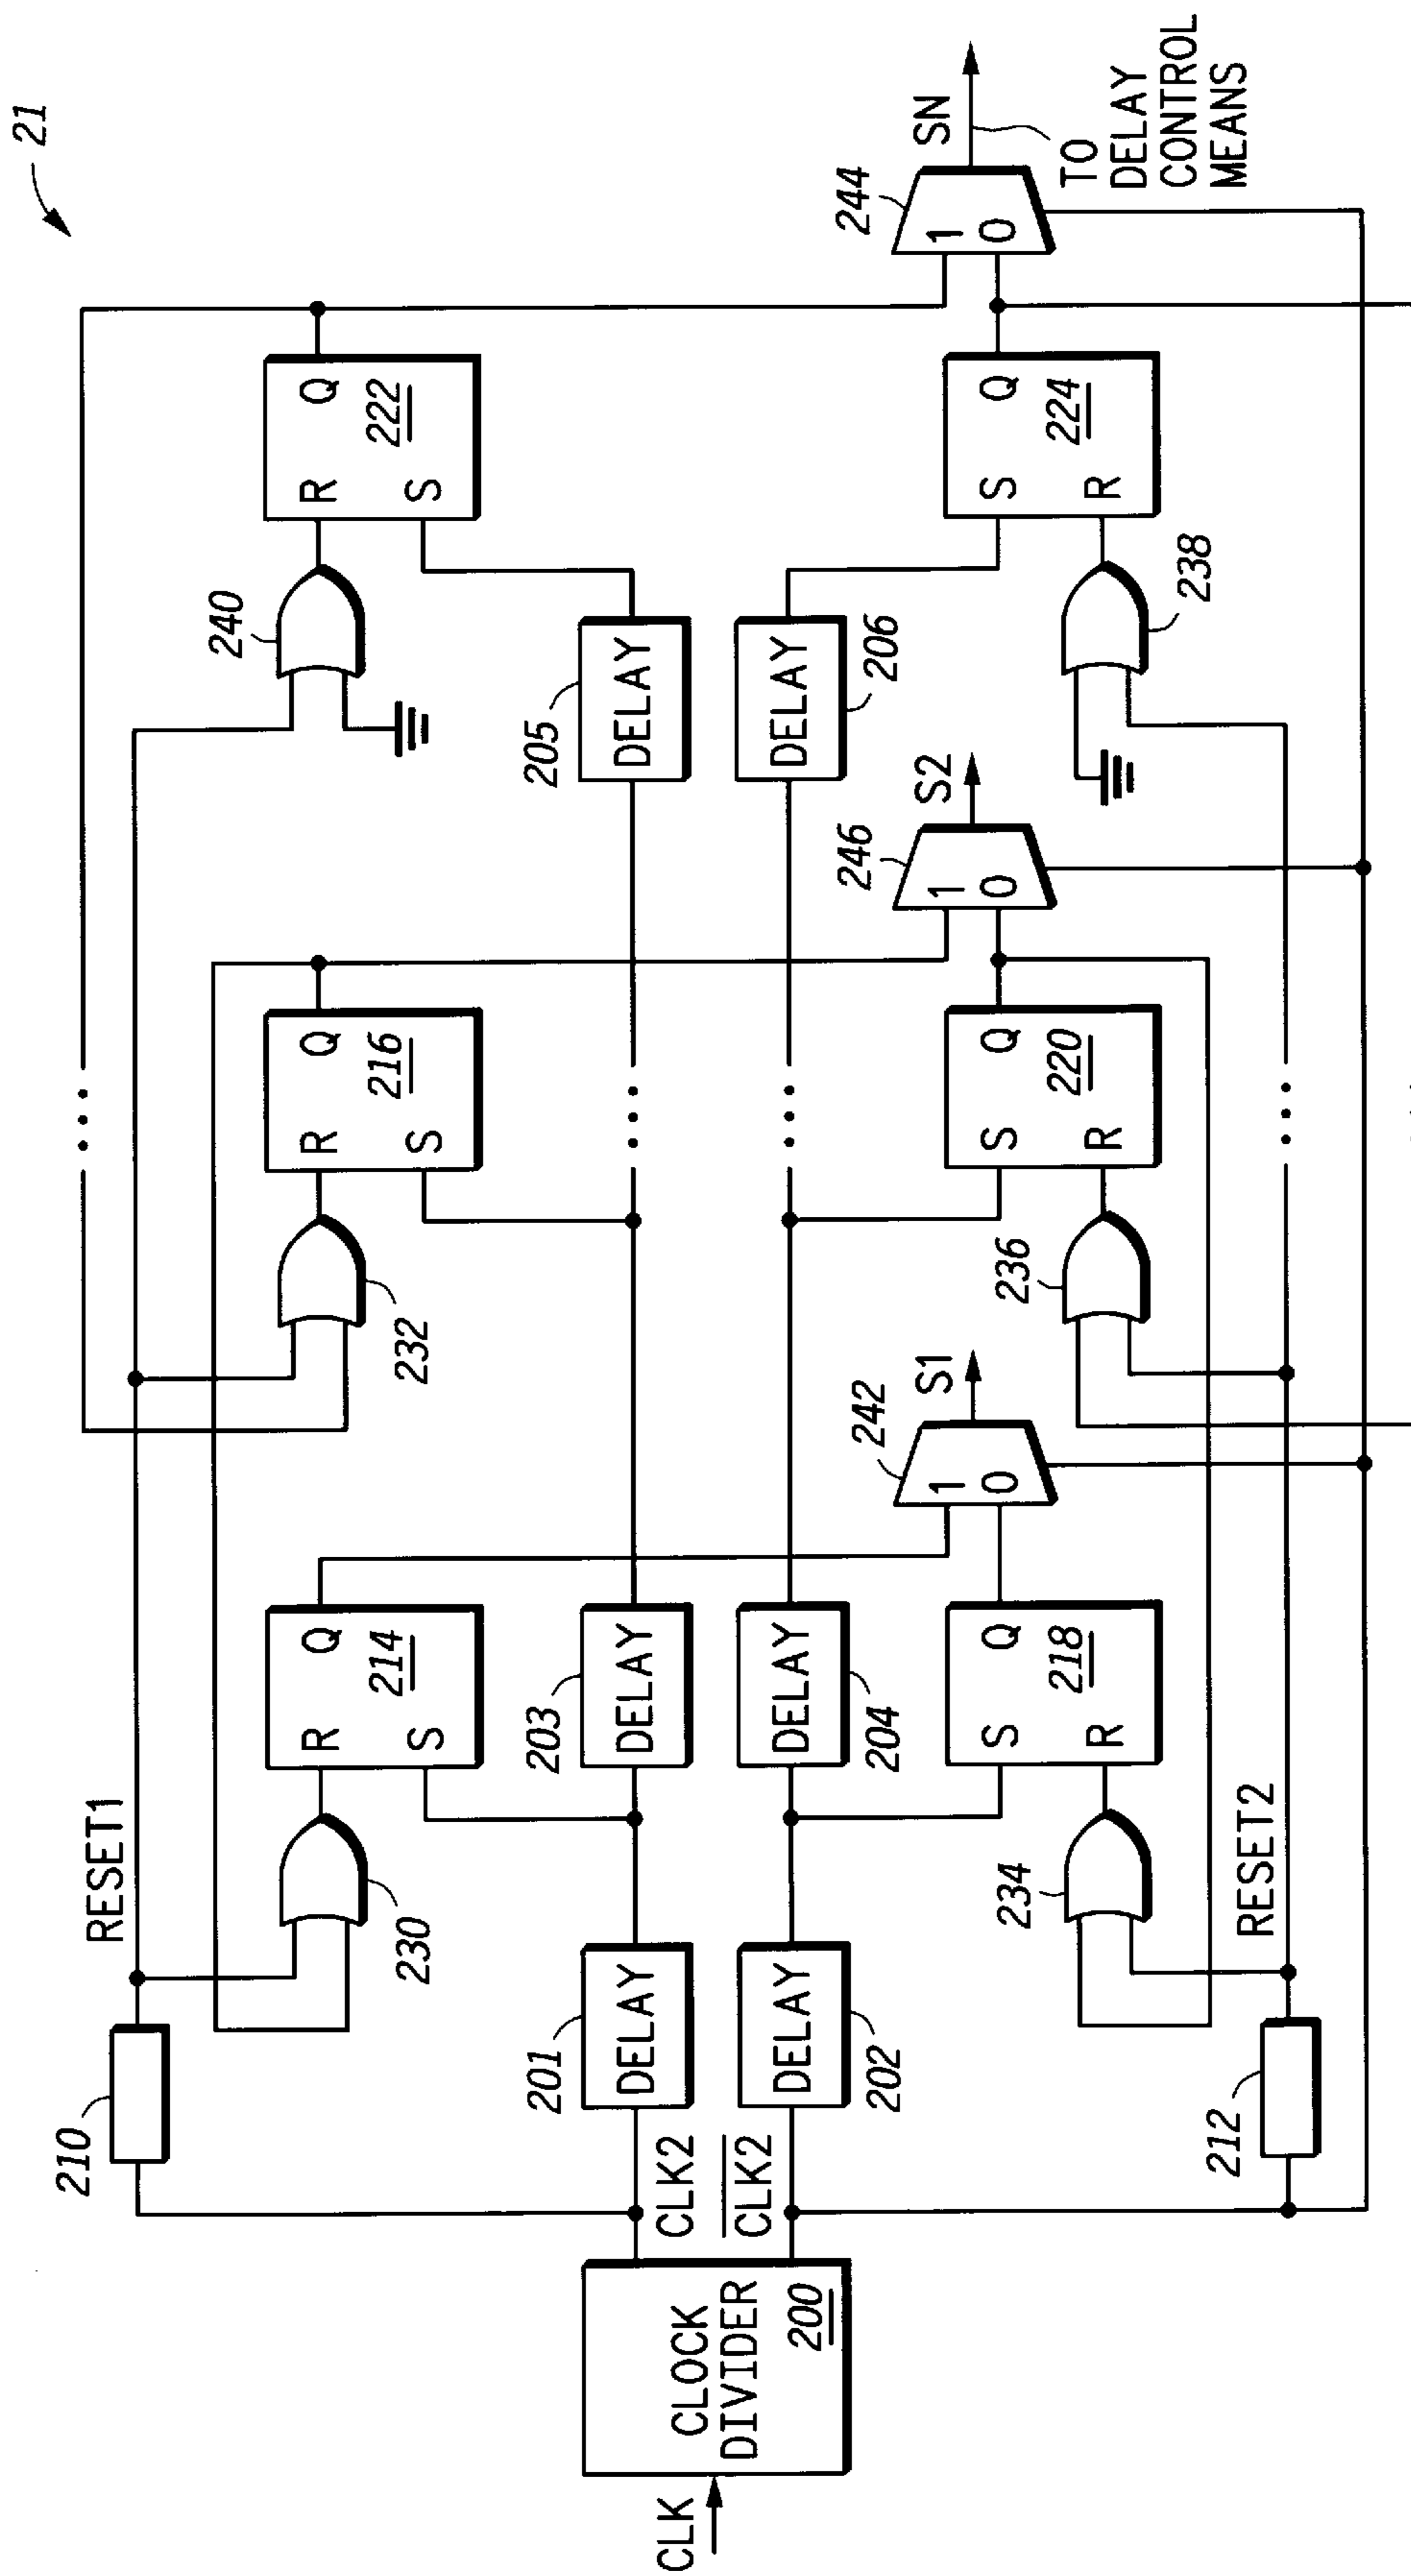 21
RESET1
210
230
R
Q
214
S
232
R
Q
216
S
240
R
Q
222
S
CLK
CLOCK
DIVIDER
200
CLK2
CLK2
201
DELAY
DELAY
202
203
DELAY
DELAY
204
205
DELAY
DELAY
206
242
1
0
S1
246
1
0
S2
244
1
0
SN
TO
DELAY
CONTROL
MEANS
S
Q
218
R
234
S
Q
220
R
236
S
Q
224
R
238
RESET2
212